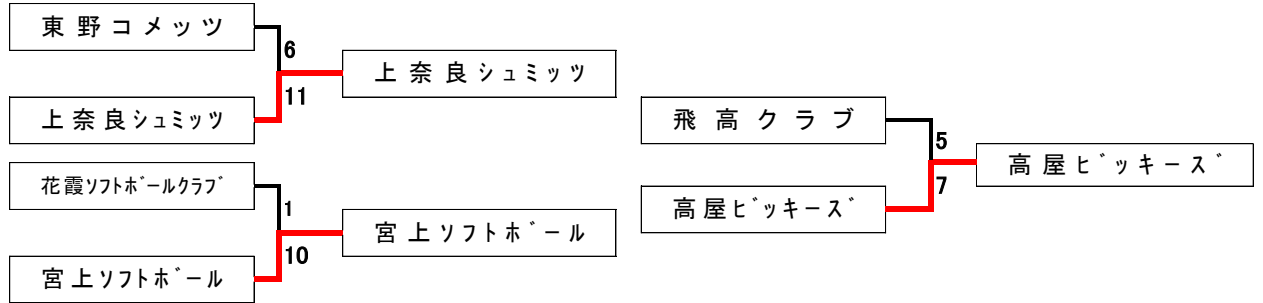 東野コメッツ
6
上奈良シュミッツ
11
上奈良シュミッツ
花霞ソフトボールクラブ
1
宮上ソフトボール
10
宮上ソフトボール
飛高クラブ
5
高屋ビッキーズ
7
高屋ビッキーズ